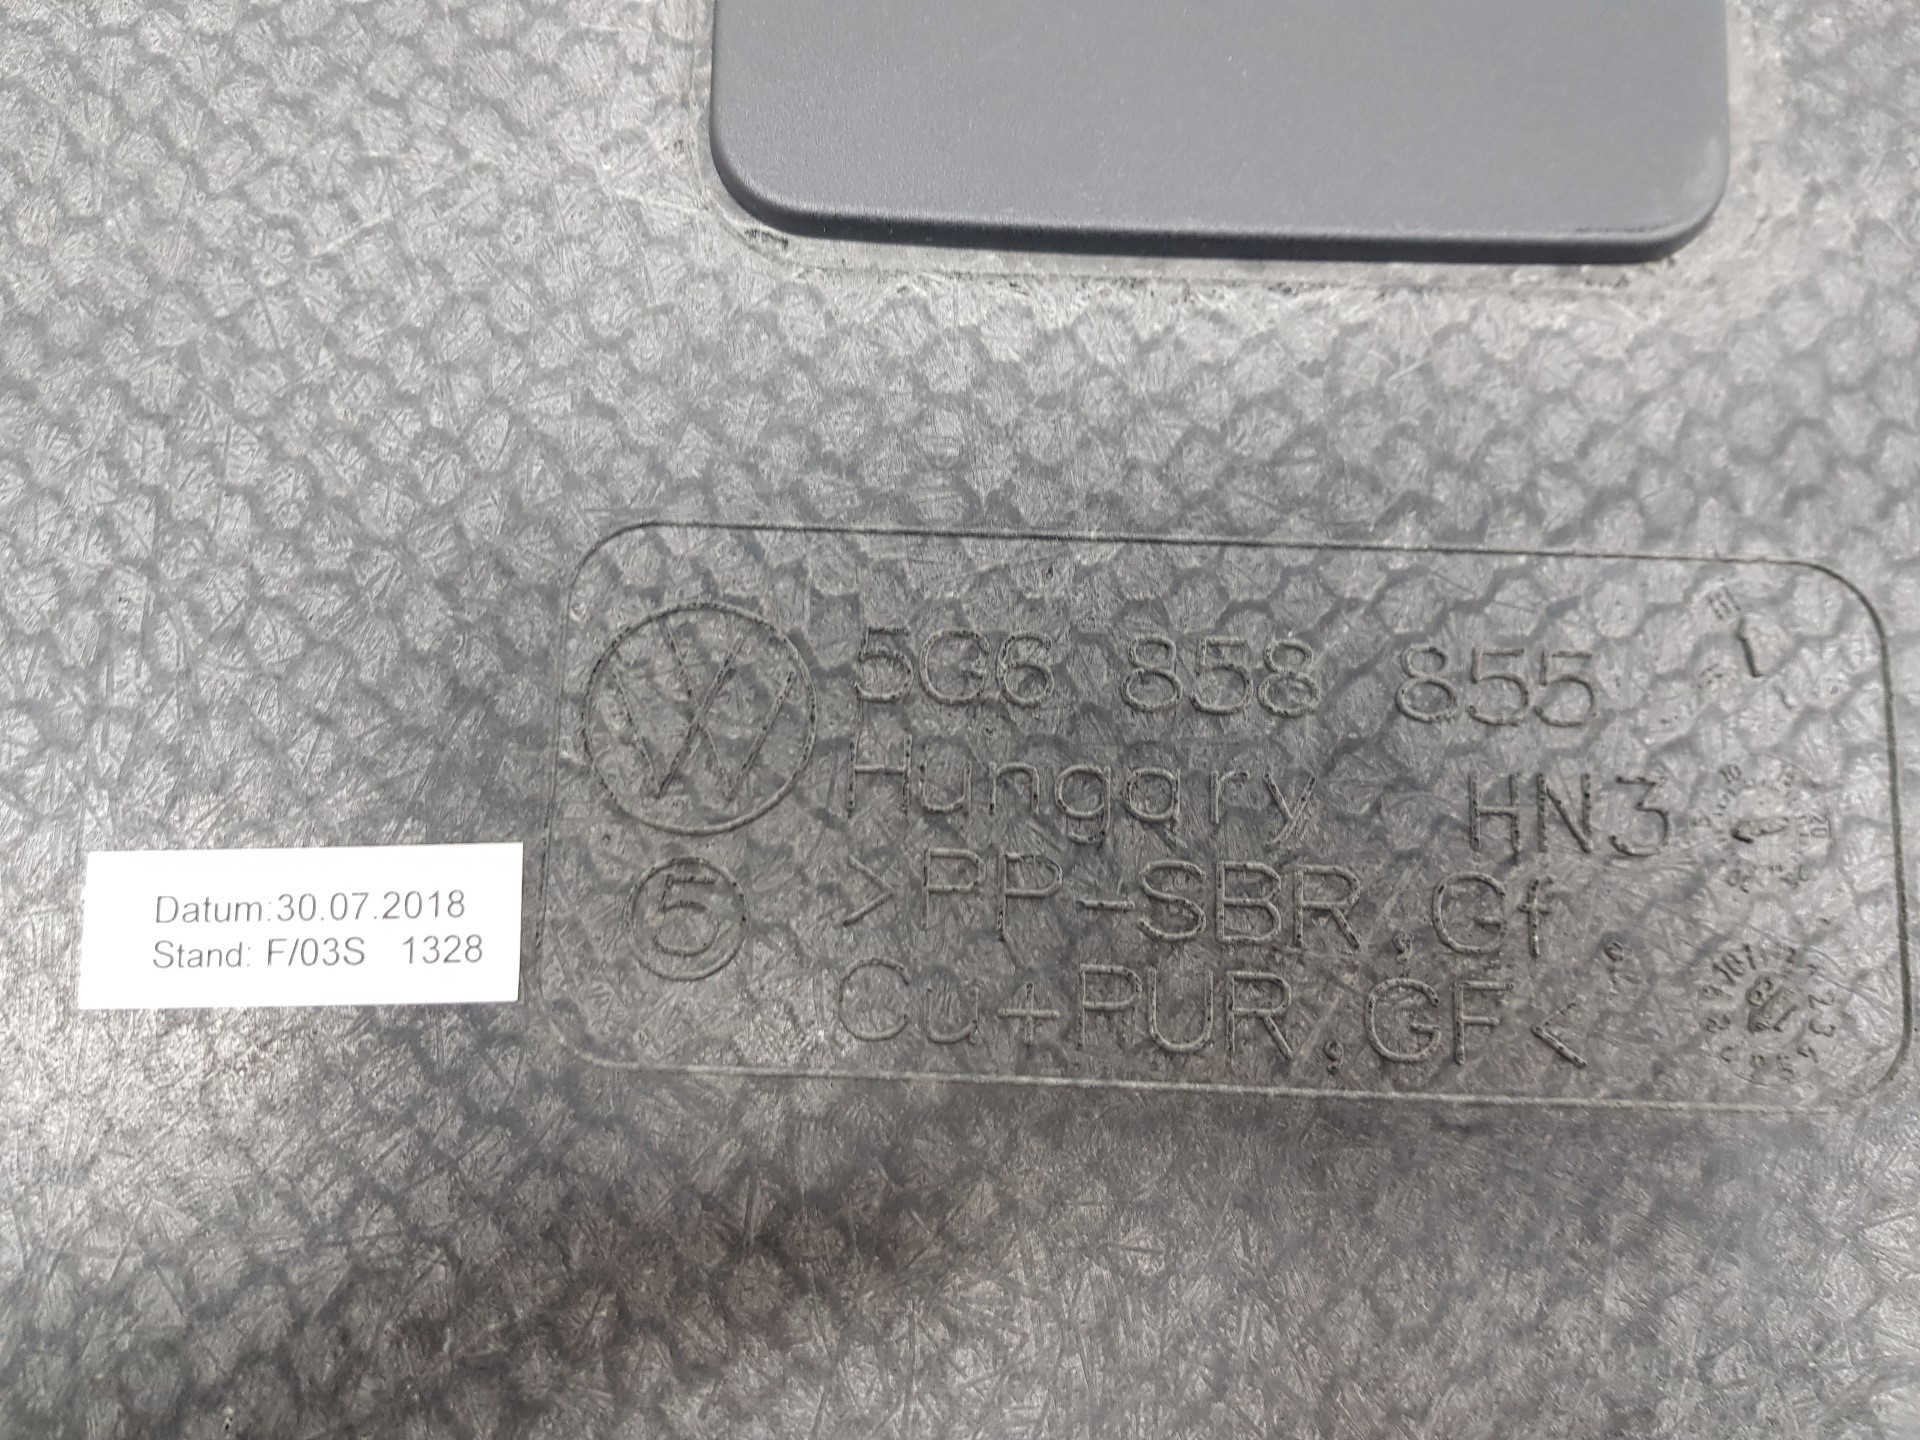 5G6 858 855
Hungary HN3
>PP-SBR,Gf
5
Cu+PUR,GF<
Datum:30.07.2018
Stand: F/03S 1328